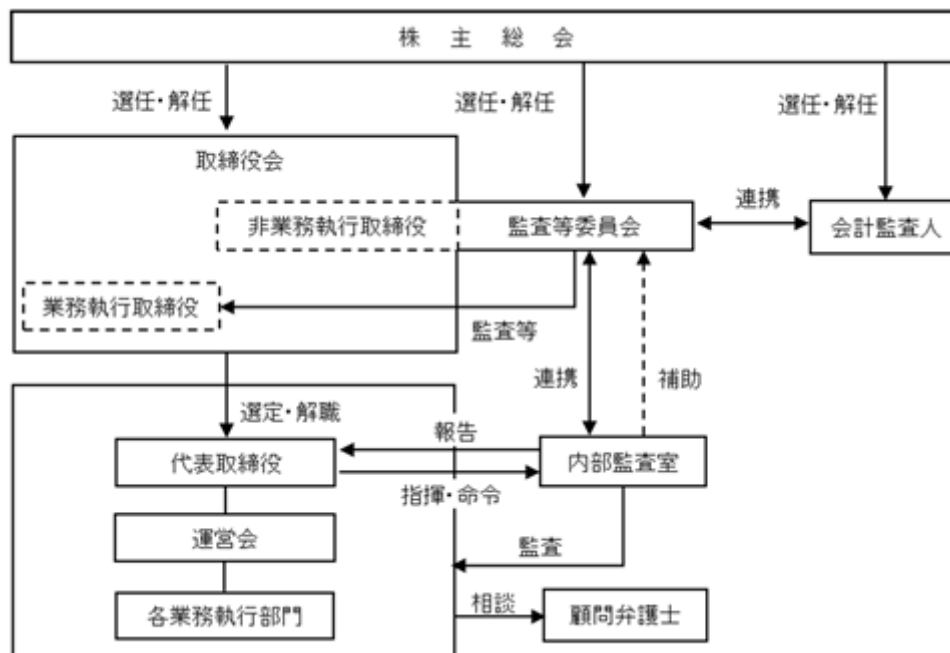 株主総会
選任・解任
選任・解任
選任・解任
取締役会
非業務執行取締役
監査等委員会
連携
会計監査人
業務執行取締役
監査等
連携
補助
選定・解職
報告
代表取締役
内部監査室
指揮・命令
運営会
監査
各業務執行部門
相談
顧問弁護士